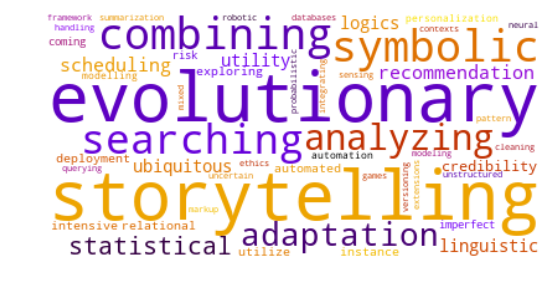 framework summarization robotic databases personalization
handling combining logics contexts neural
coming symbolic
scheduling risk utility
modelling exploring probabilistic integrating sensing recommendation
evolutionary mixed pattern
searching analyzing cleaning
automation modeling
deployment ubiquitous ethics automated credibility
querying games versioning extensions unstructured
storytelling uncertain
markup
intensive relational adaptation imperfect
statistical utilize instance linguistic